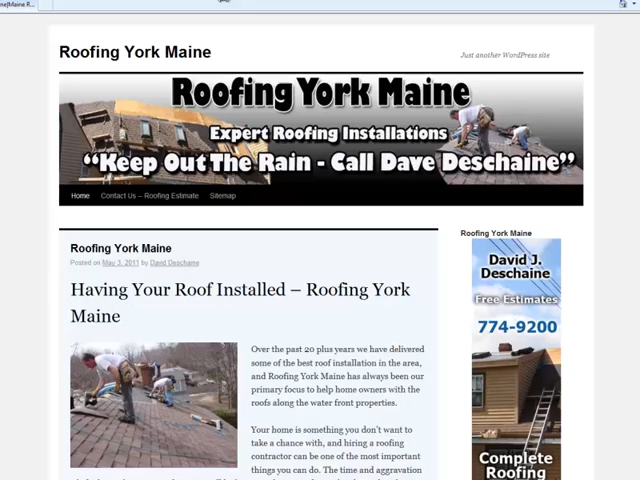 ne|Maine R...
Roofing York Maine
Just another WordPress site
Roofing York Maine
Expert Roofing Installations
“Keep Out The Rain - Call Dave Deschaine”
Home Contact Us – Roofing Estimate Sitemap
Roofing York Maine
Posted on May 3, 2011 by David Deschaine
Having Your Roof Installed – Roofing York
Maine
Over the past 20 plus years we have delivered
some of the best roof installation in the area,
and Roofing York Maine has always been our
primary focus to help home owners with the
roofs along the water front properties.
Your home is something you don't want to
take a chance with, and hiring a roofing
contractor can be one of the most important
things you can do. The time and aggravation
Roofing York Maine
David J.
Deschaine
Free Estimates
774-9200
Complete
Roofing